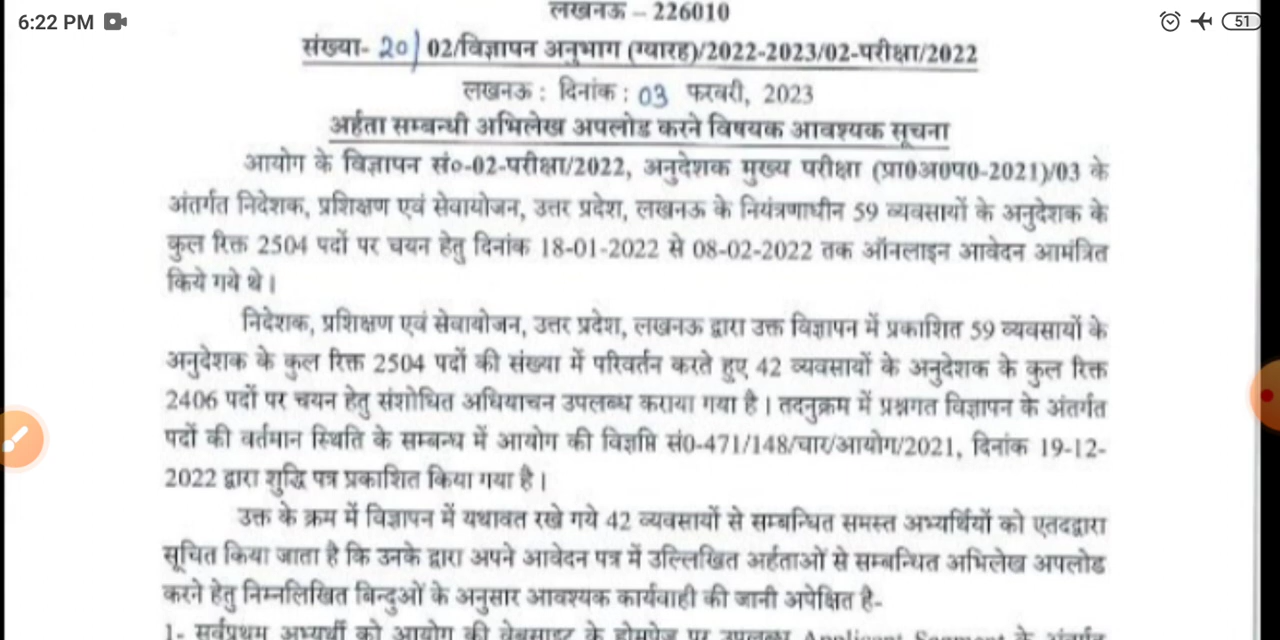 6:22 PM
51
लखनऊ – 226010
संख्या- 20/02/विज्ञापन अनुभाग (ग्यारह)/2022-2023/02-परीक्षा/2022
लखनऊ : दिनांक : 03 फरवरी, 2023
अर्हता सम्बन्धी अभिलेख अपलोड करने विषयक आवश्यक सूचना
आयोग के विज्ञापन सं०-02-परीक्षा/2022, अनुदेशक मुख्य परीक्षा (प्रा0अ0प0-2021)/03 के
अंतर्गत निदेशक, प्रशिक्षण एवं सेवायोजन, उत्तर प्रदेश, लखनऊ के नियंत्रणाधीन 59 व्यवसायों के अनुदेशक के
कुल रिक्त 2504 पदों पर चयन हेतु दिनांक 18-01-2022 से 08-02-2022 तक ऑनलाइन आवेदन आमंत्रित
किये गये थे।
निदेशक, प्रशिक्षण एवं सेवायोजन, उत्तर प्रदेश, लखनऊ द्वारा उक्त विज्ञापन में प्रकाशित 59 व्यवसायों के
अनुदेशक के कुल रिक्त 2504 पदों की संख्या में परिवर्तन करते हुए 42 व्यवसायों के अनुदेशक के कुल रिक्त
2406 पदों पर चयन हेतु संशोधित अधियाचन उपलब्ध कराया गया है। तदनुक्रम में प्रश्नगत विज्ञापन के अंतर्गत
पदों की वर्तमान स्थिति के सम्बन्ध में आयोग की विज्ञप्ति सं0-471/148/चार/आयोग/2021, दिनांक 19-12-
2022 द्वारा शुद्धि पत्र प्रकाशित किया गया है।
उक्त के क्रम में विज्ञापन में यथावत रखे गये 42 व्यवसायों से सम्बन्धित समस्त अभ्यर्थियों को एतदद्वारा
सूचित किया जाता है कि उनके द्वारा अपने आवेदन पत्र में उल्लिखित अर्हताओं से सम्बन्धित अभिलेख अपलोड
करने हेतु निम्नलिखित बिन्दुओं के अनुसार आवश्यक कार्यवाही की जानी अपेक्षित है-
1- सर्वप्रथम अभ्यर्थी को आयोग की वेबसाइट के होमपेज पर उपलब्ध Applicant Segment के अंतर्गत